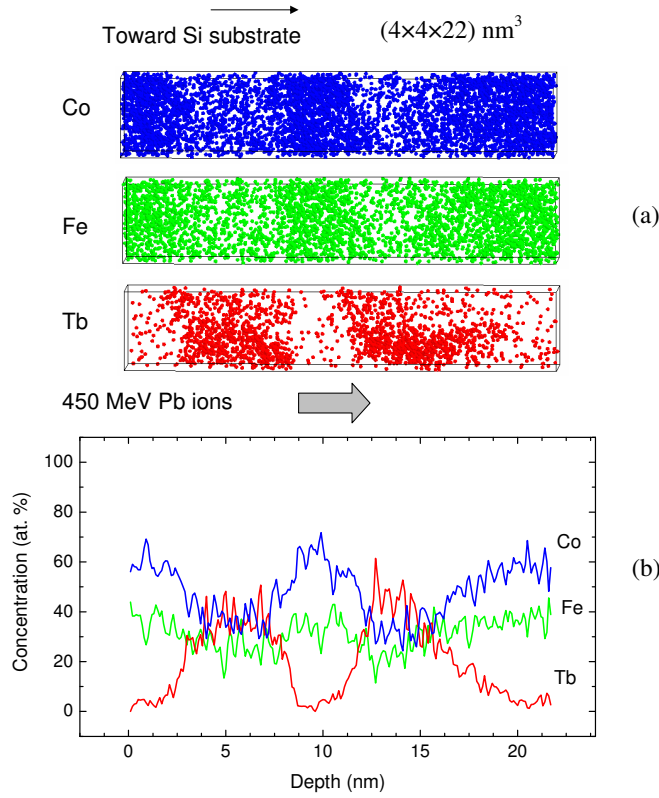 Toward Si substrate (4×4×22) nm³
Co
Fe
(a)
Tb
450 MeV Pb ions
100
80
60
40
20
0
Concentration (at. %)
Co
Fe
Tb
(b)
0 5 10 15 20
Depth (nm)